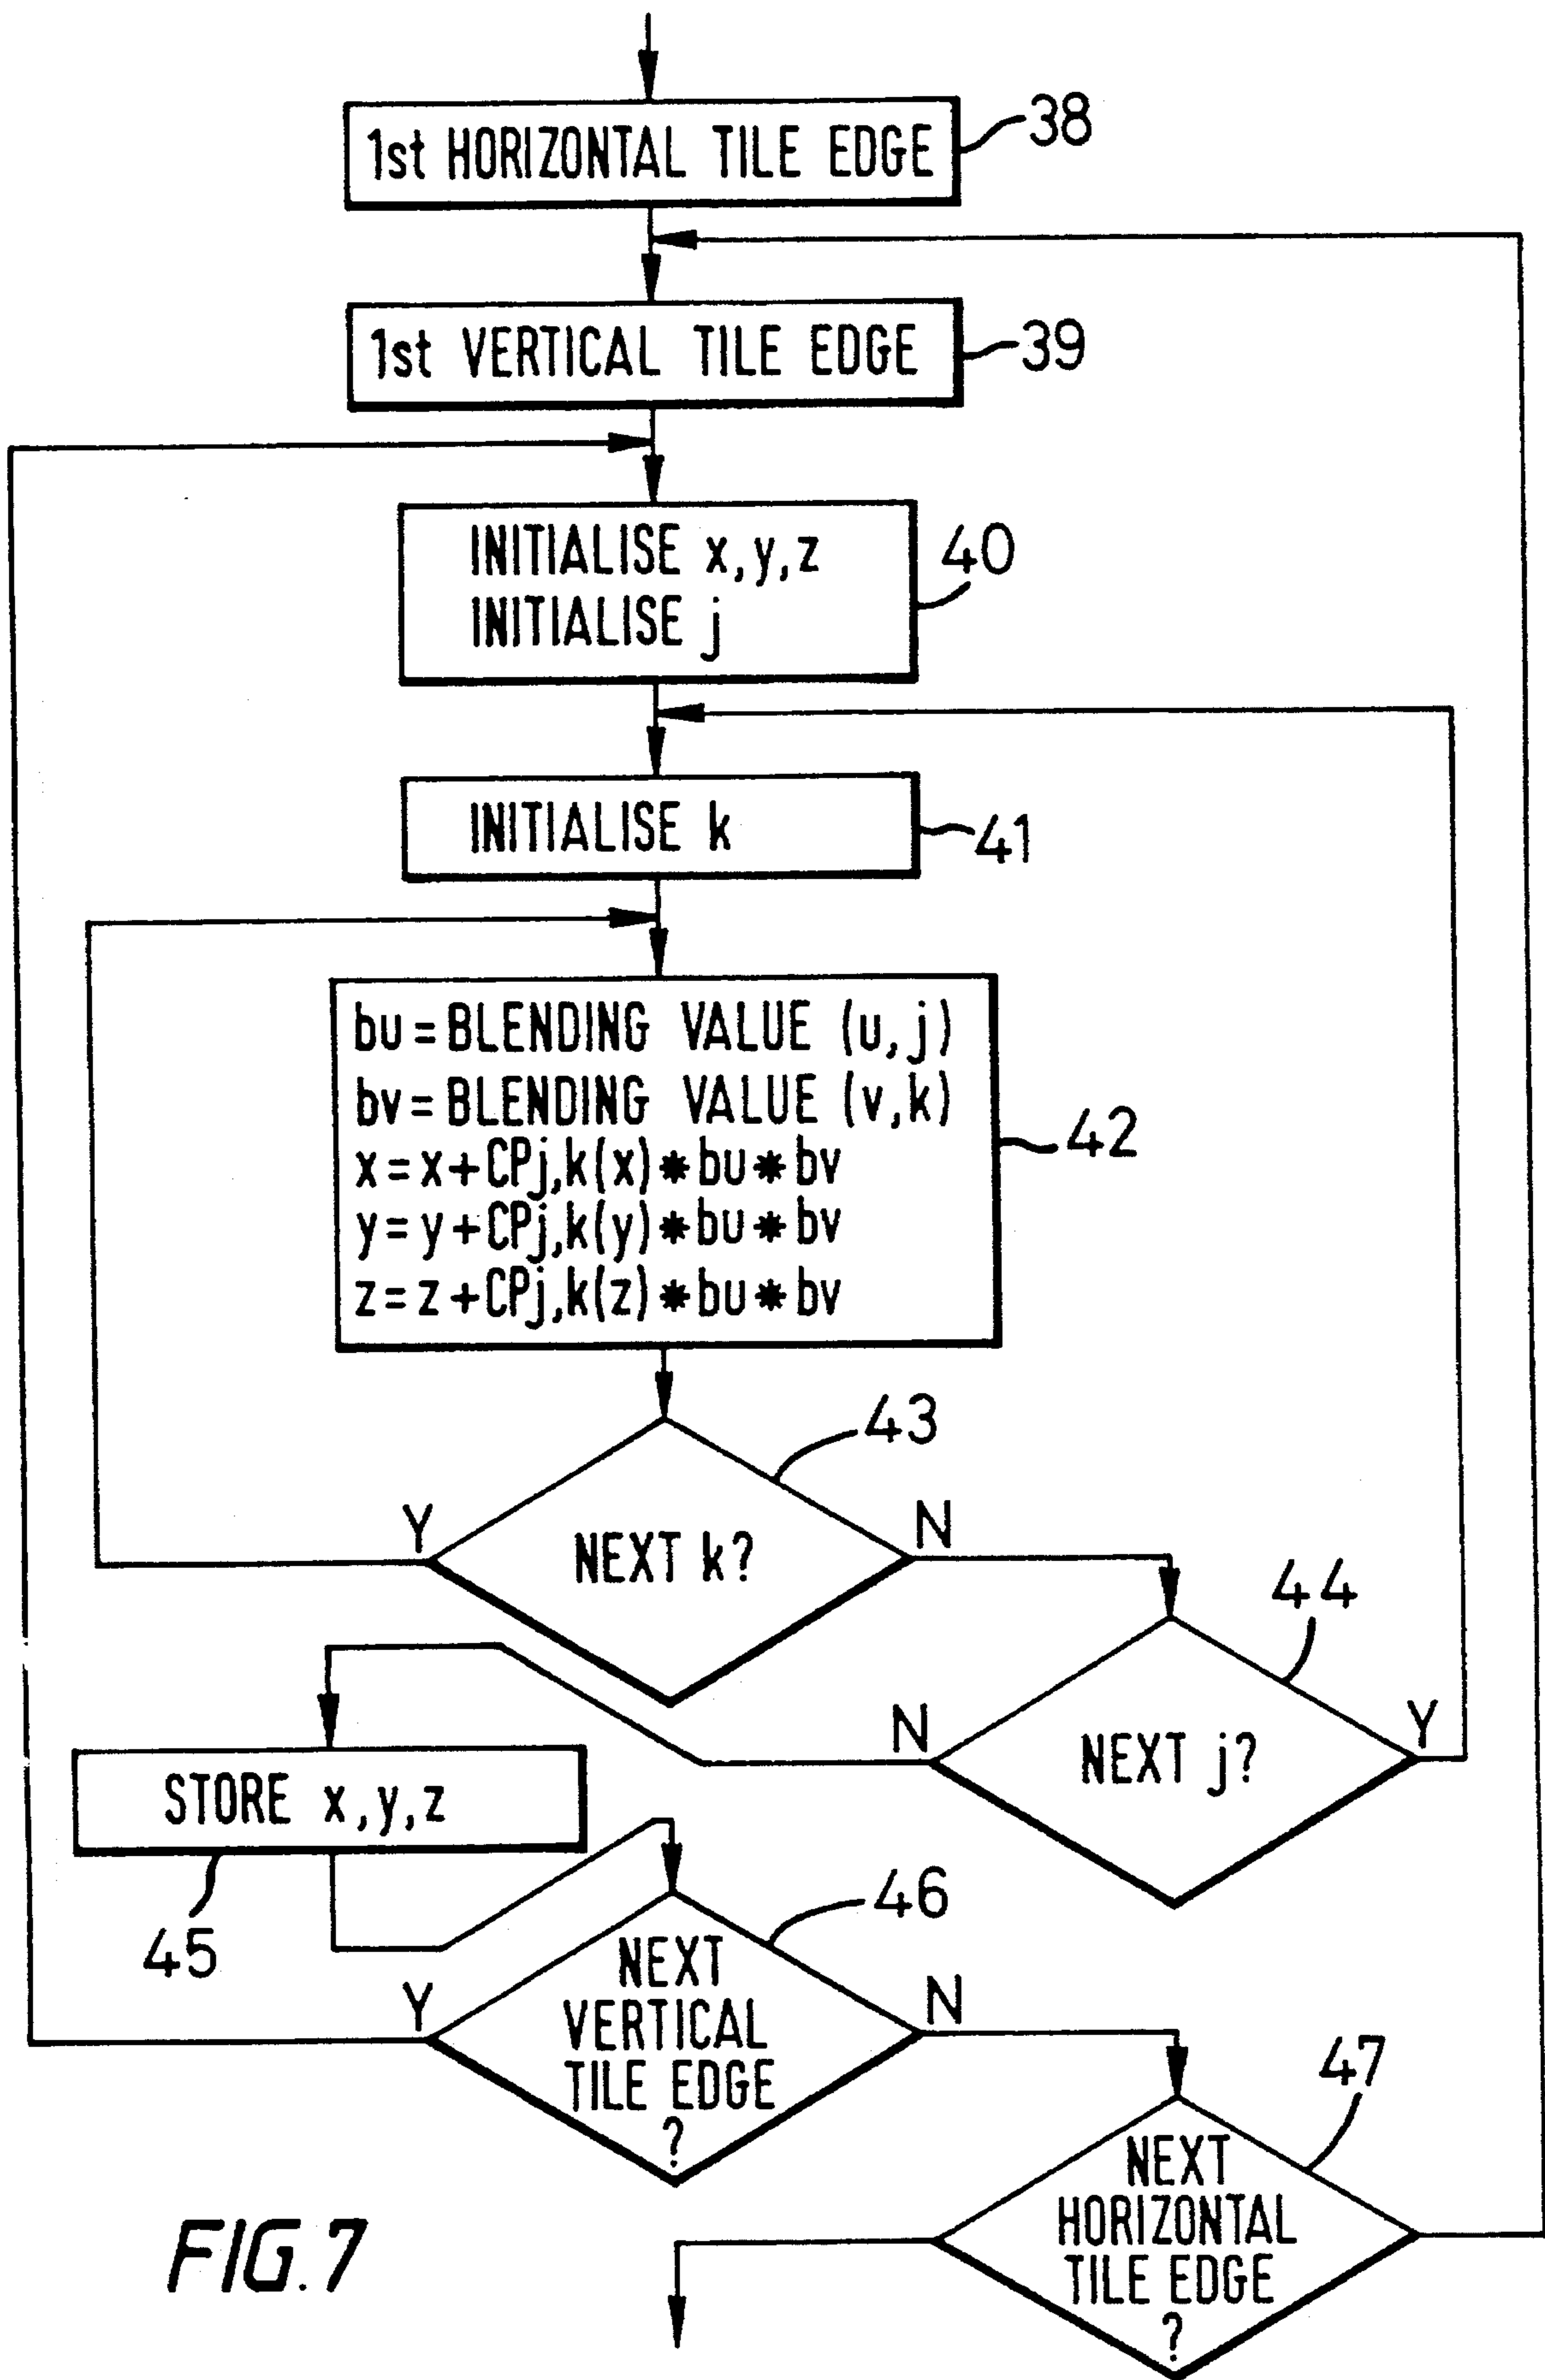 1st HORIZONTAL TILE EDGE
38
1st VERTICAL TILE EDGE
39
INITIALISE x,y,z
INITIALISE j
40
INITIALISE k
41
bu=BLENDING VALUE (u,j)
bv=BLENDING VALUE (v,k)
x=x+CPj,k(x)*bu*bv
y=y+CPj,k(y)*bu*bv
z=z+CPj,k(z)*bu*bv
42
43
Y
N
NEXT k?
44
N
Y
NEXT j?
STORE x,y,z
45
46
Y
N
NEXT
VERTICAL
TILE EDGE
?
47
NEXT
HORIZONTAL
TILE EDGE
?
FIG.7